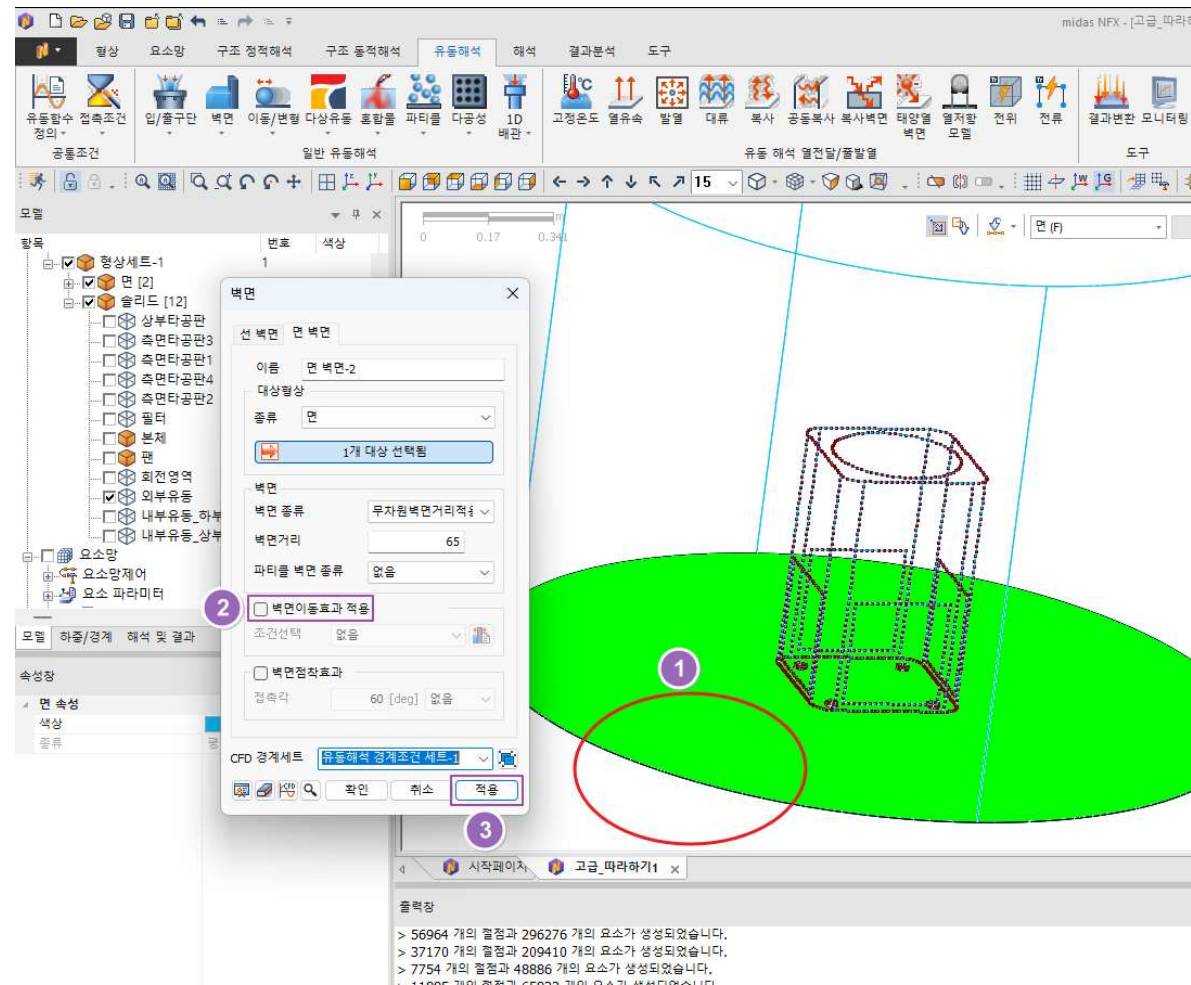 midas NFX - [고급_따라하
형상 요소망 구조 정적해석 구조 동적해석 유동해석 해석 결과분석 도구
유동함수 정의 접촉조건 입/출구단 벽면 이동/변형 다상유동 혼합물 파티클 다공성 1D 배관 고정온도 열유속 발열 대류 복사 공동복사 복사벽면 태양열 벽면 열저항 모델 전위 전류 결과변환 모니터링
공통조건 일반 유동해석 유동 해석 열전달/줄발열 도구
15
모델
항목 번호 색상
형상세트-1 1
면 [2]
솔리드 [12]
상부타공판
측면타공판3
측면타공판1
측면타공판4
측면타공판2
필터
본체
팬
회전영역
외부유동
내부유동_하부
내부유동_상부
요소망
요소망제어
요소 파라미터
모델 하중/경계 해석 및 결과
속성창
면 속성
색상
종류
벽면
선 벽면 면 벽면
이름 면 벽면-2
대상형상
종류 면
1개 대상 선택됨
벽면
벽면 종류 무차원벽면거리적용
벽면거리 65
파티클 벽면 종류 없음
2 벽면이동효과 적용
조건선택 없음
벽면점착효과
접촉각 60 [deg] 없음
CFD 경계세트 유동해석 경계조건 세트-1
확인 취소 적용
3
[m]
0 0.17 0.341
면 (F)
1
시작페이지 고급_따라하기1
출력창
> 56964 개의 절점과 296276 개의 요소가 생성되었습니다.
> 37170 개의 절점과 209410 개의 요소가 생성되었습니다.
> 7754 개의 절점과 48886 개의 요소가 생성되었습니다.